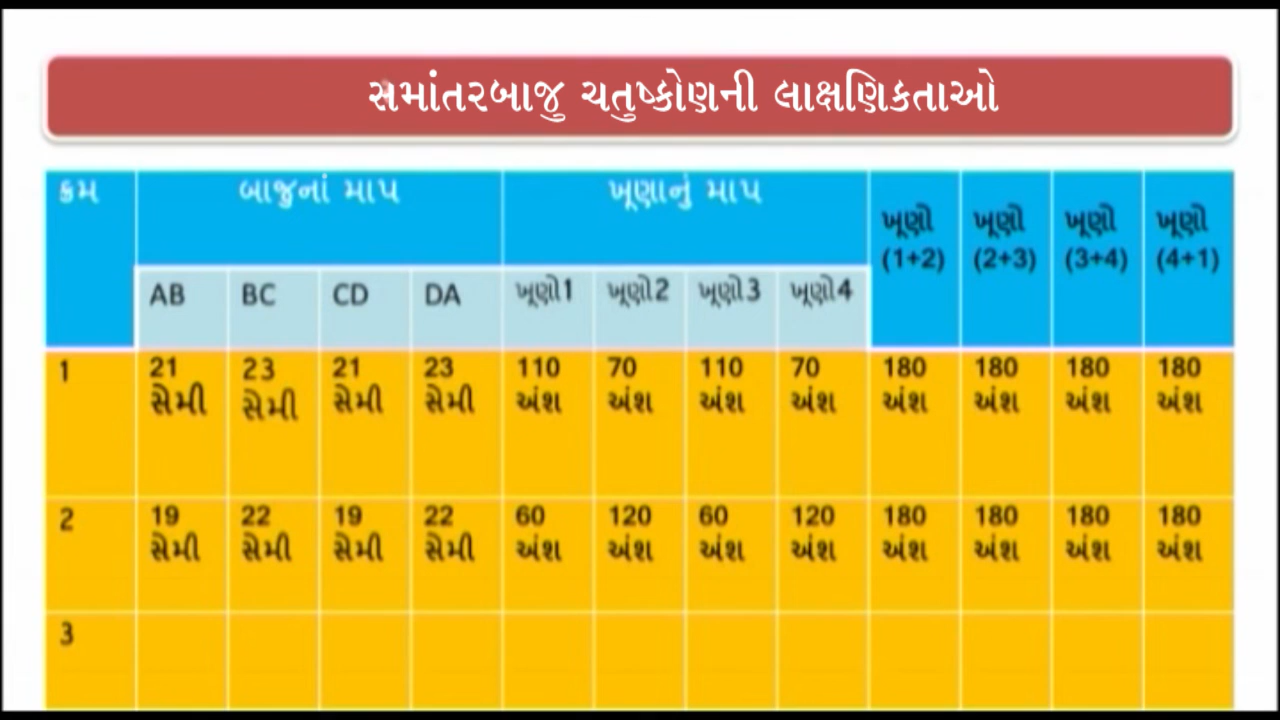 સમાંતરબાજુ ચતુષ્કોણની લાક્ષણિકતાઓ
ક્રમ બાજુનાં માપ ખૂણાનું માપ ખૂણો (1+2) ખૂણો (2+3) ખૂણો (3+4) ખૂણો (4+1)
AB BC CD DA ખૂણો1 ખૂણો2 ખૂણો3 ખૂણો4
1 21 સેમી 23 સેમી 21 સેમી 23 સેમી 110 અંશ 70 અંશ 110 અંશ 70 અંશ 180 અંશ 180 અંશ 180 અંશ 180 અંશ
2 19 સેમી 22 સેમી 19 સેમી 22 સેમી 60 અંશ 120 અંશ 60 અંશ 120 અંશ 180 અંશ 180 અંશ 180 અંશ 180 અંશ
3